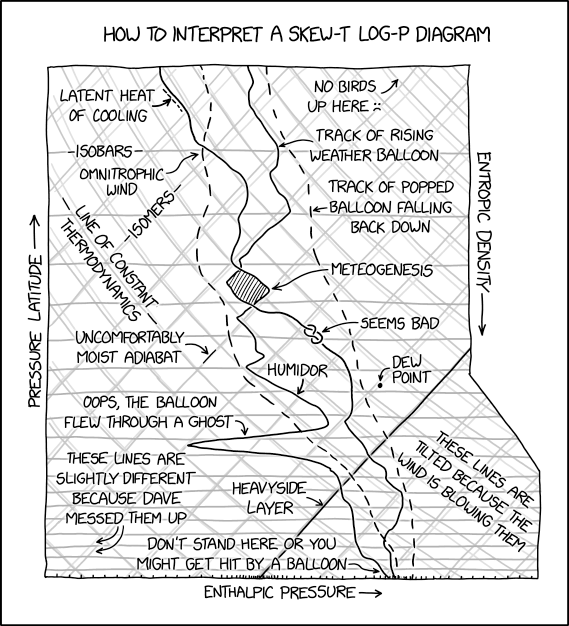 HOW TO INTERPRET A SKEW-T LOG-P DIAGRAM
LATENT HEAT
OF COOLING
NO BIRDS
UP HERE :(
TRACK OF RISING
WEATHER BALLOON
-ISOBARS-
OMNITROPHIC
WIND
-ISOMERS-
TRACK OF POPPED
BALLOON FALLING
BACK DOWN
ENTROPIC DENSITY
LINE OF CONSTANT
THERMODYNAMICS
PRESSURE LATITUDE
METEOGENESIS
SEEMS BAD
UNCOMFORTABLY
MOIST ADIABAT
HUMIDOR
DEW
POINT
OOPS, THE BALLOON
FLEW THROUGH A GHOST
THESE LINES ARE
SLIGHTLY DIFFERENT
BECAUSE DAVE
MESSED THEM UP
HEAVYSIDE
LAYER
THESE LINES ARE
TILTED BECAUSE THE
WIND IS BLOWING THEM
DON'T STAND HERE OR YOU
MIGHT GET HIT BY A BALLOON
ENTHALPIC PRESSURE